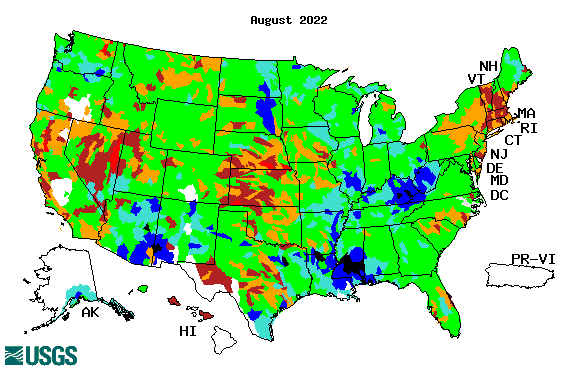 August 2022
NH
VT
MA
RI
CT
NJ
DE
MD
DC
PR-VI
AK
HI
USGS